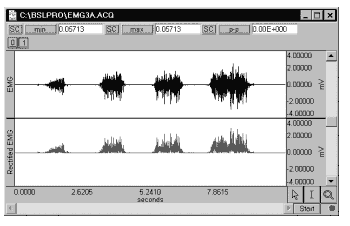 C:\BSLPRO\EMG3A.ACQ
SC min 0.05713 SC max 0.05713 SC p-p 0.00E+000
0 1
EMG
4.00000
2.00000
0.00000
-2.00000
-4.00000
mV
Rectified EMG
4.00000
2.00000
0.00000
-2.00000
-4.00000
mV
0.0000 2.6205 5.2410 7.8615
seconds
Start